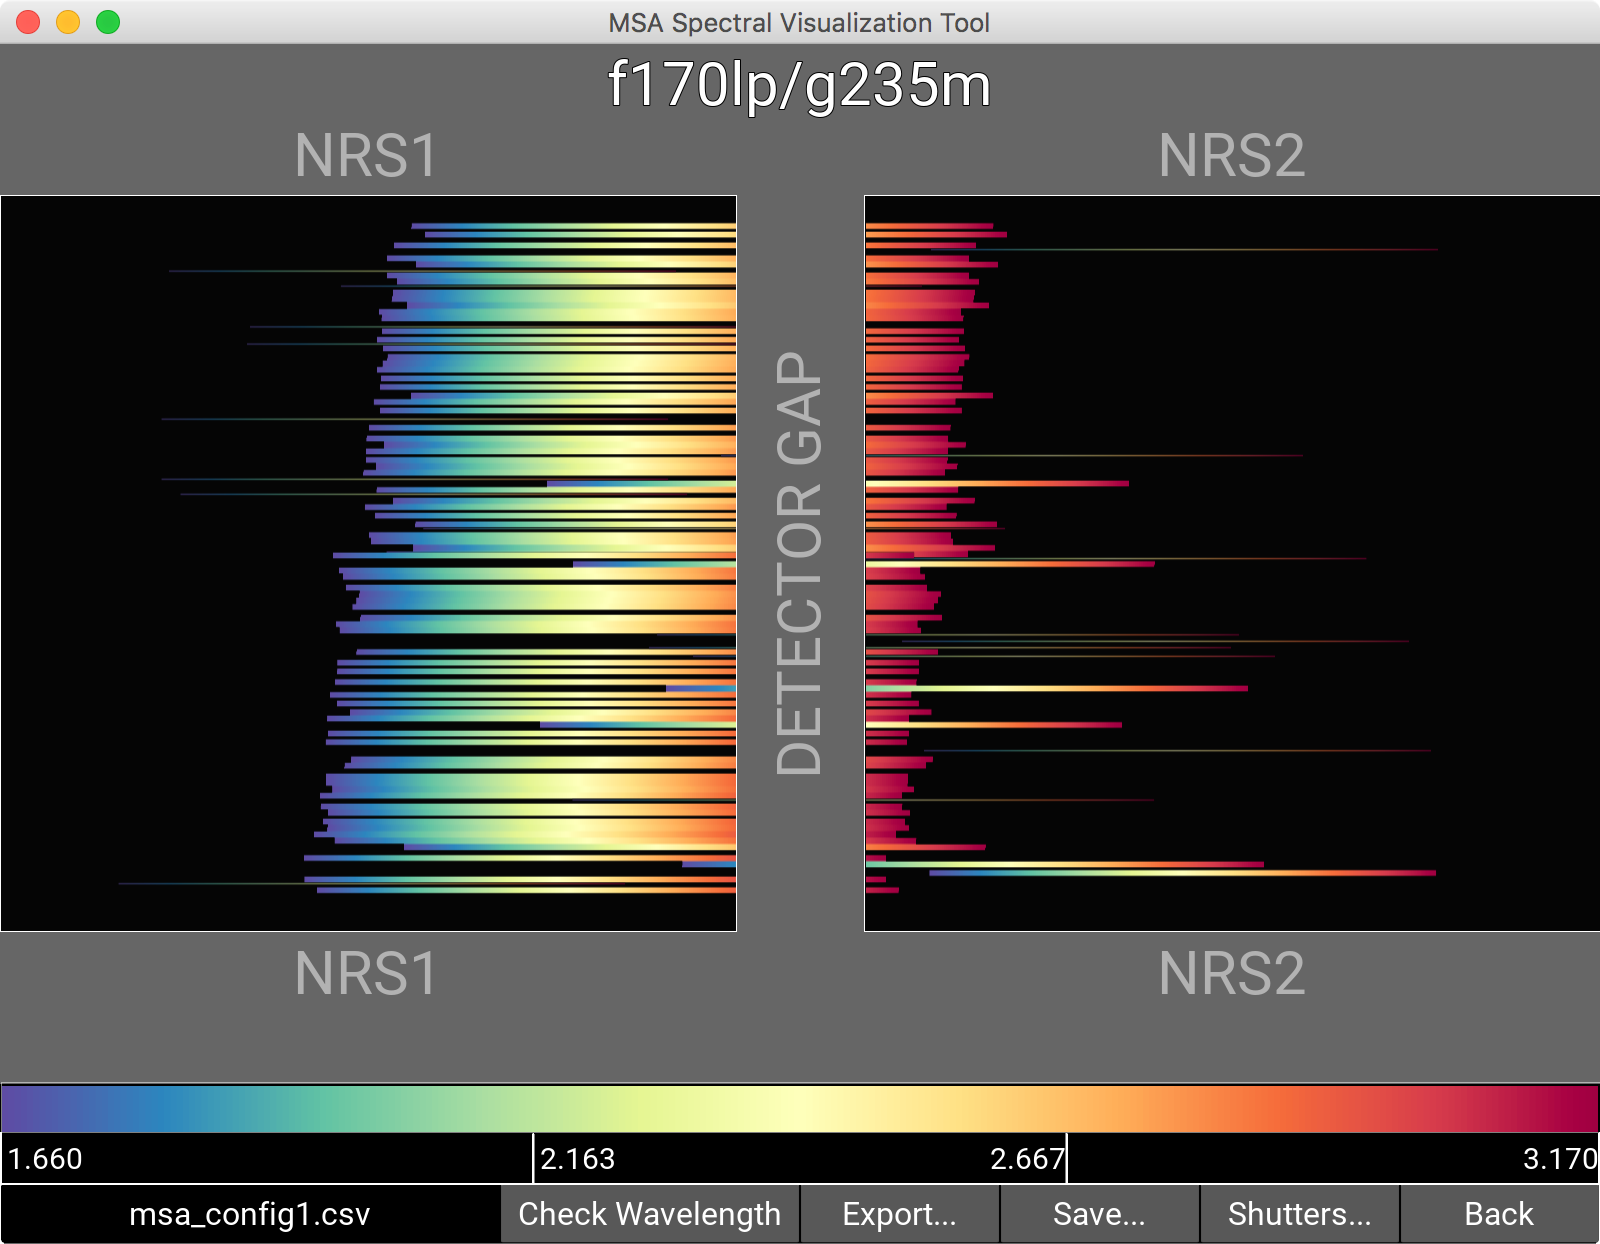 MSA Spectral Visualization Tool
f170lp/g235m
NRS1 NRS2
DETECTOR GAP
NRS1 NRS2
1.660 2.163 2.667 3.170
msa_config1.csv Check Wavelength Export... Save... Shutters... Back